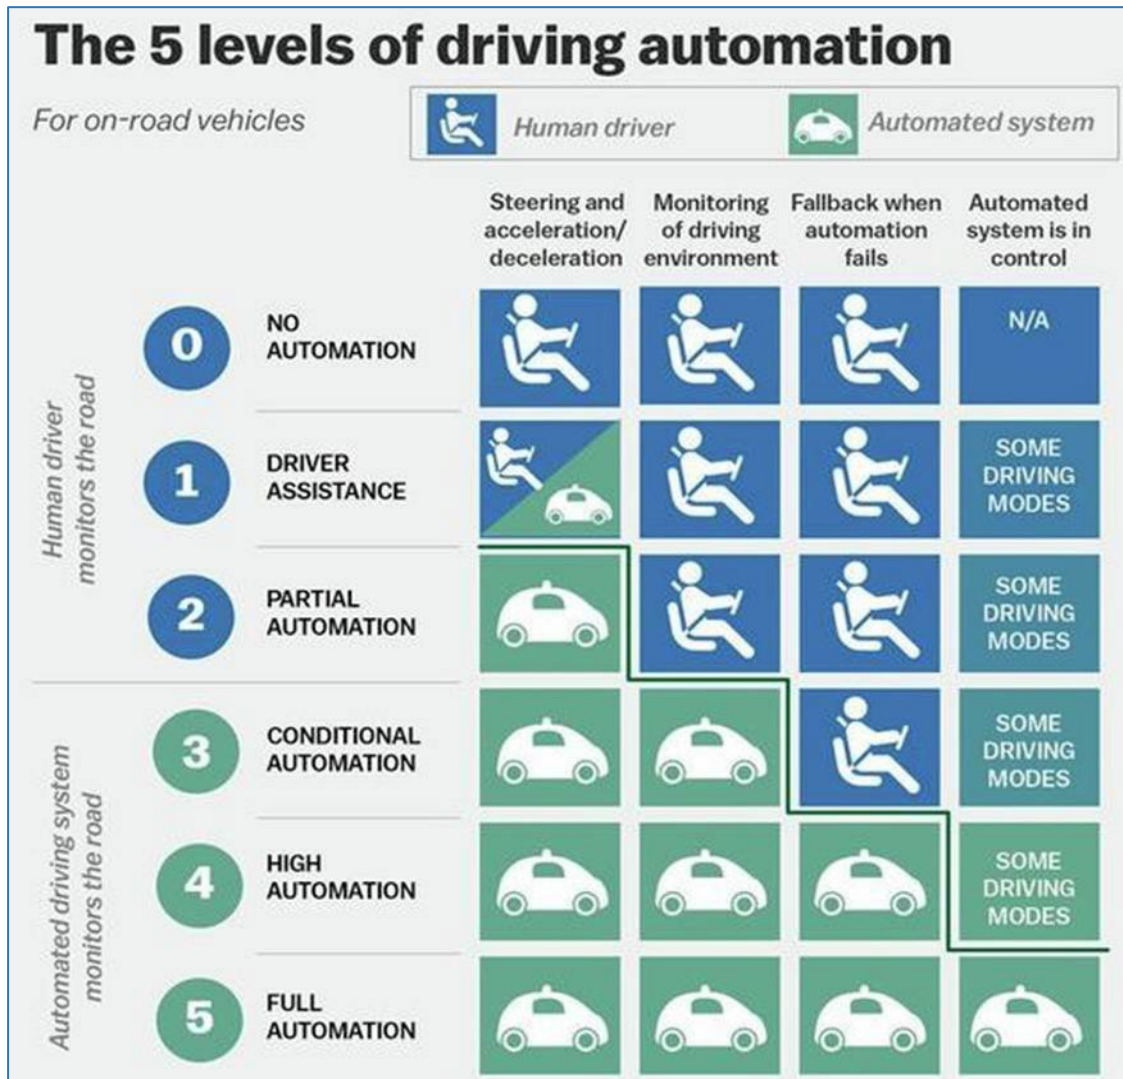 The 5 levels of driving automation
For on-road vehicles
Human driver
Automated system
Steering and
acceleration/
deceleration
Monitoring
of driving
environment
Fallback when
automation
fails
Automated
system is in
control
Human driver
monitors the road
0
NO
AUTOMATION
N/A
1
DRIVER
ASSISTANCE
SOME
DRIVING
MODES
2
PARTIAL
AUTOMATION
SOME
DRIVING
MODES
Automated driving system
monitors the road
3
CONDITIONAL
AUTOMATION
SOME
DRIVING
MODES
4
HIGH
AUTOMATION
SOME
DRIVING
MODES
5
FULL
AUTOMATION